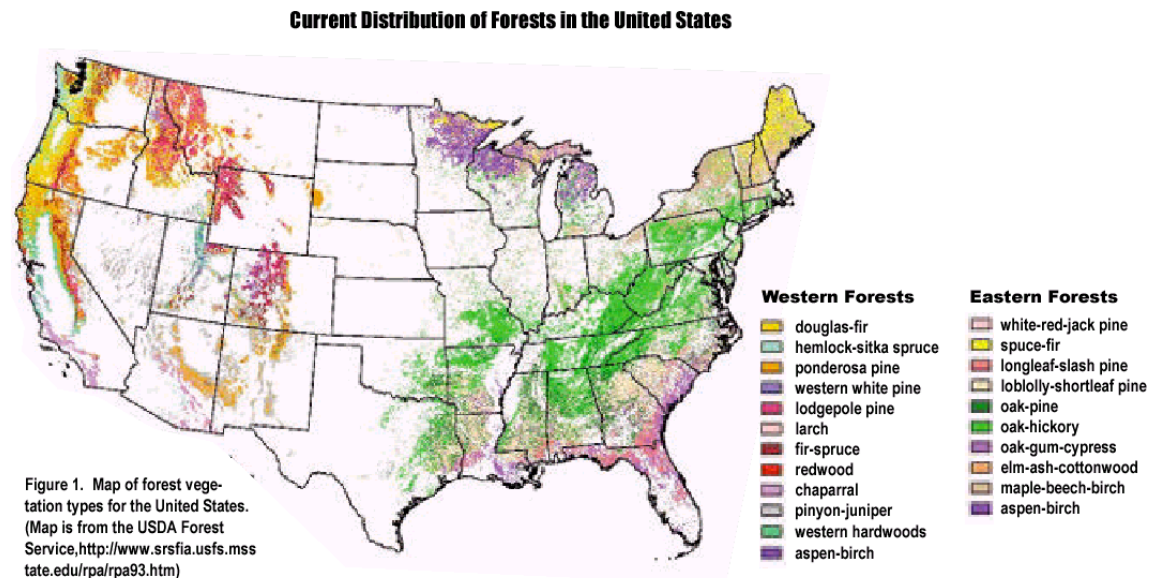 Current Distribution of Forests in the United States
Western Forests
douglas-fir
hemlock-sitka spruce
ponderosa pine
western white pine
lodgepole pine
larch
fir-spruce
redwood
chaparral
pinyon-juniper
western hardwoods
aspen-birch
Eastern Forests
white-red-jack pine
spuce-fir
longleaf-slash pine
loblolly-shortleaf pine
oak-pine
oak-hickory
oak-gum-cypress
elm-ash-cottonwood
maple-beech-birch
aspen-birch
Figure 1. Map of forest vege-
tation types for the United States.
(Map is from the USDA Forest
Service,http://www.srsfia.usfs.mss
tate.edu/rpa/rpa93.htm)